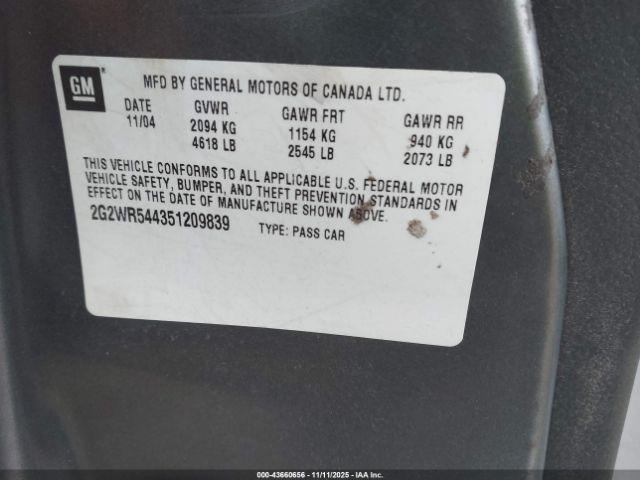 GM
MFD BY GENERAL MOTORS OF CANADA LTD.
DATE GVWR GAWR FRT GAWR RR
11/04 2094 KG 1154 KG 940 KG
4618 LB 2545 LB 2073 LB
THIS VEHICLE CONFORMS TO ALL APPLICABLE U.S. FEDERAL MOTOR
VEHICLE SAFETY, BUMPER, AND THEFT PREVENTION STANDARDS IN
EFFECT ON THE DATE OF MANUFACTURE SHOWN ABOVE.
2G2WR544351209839 TYPE: PASS CAR
000-43660656 - 11/11/2025 - IAA Inc.